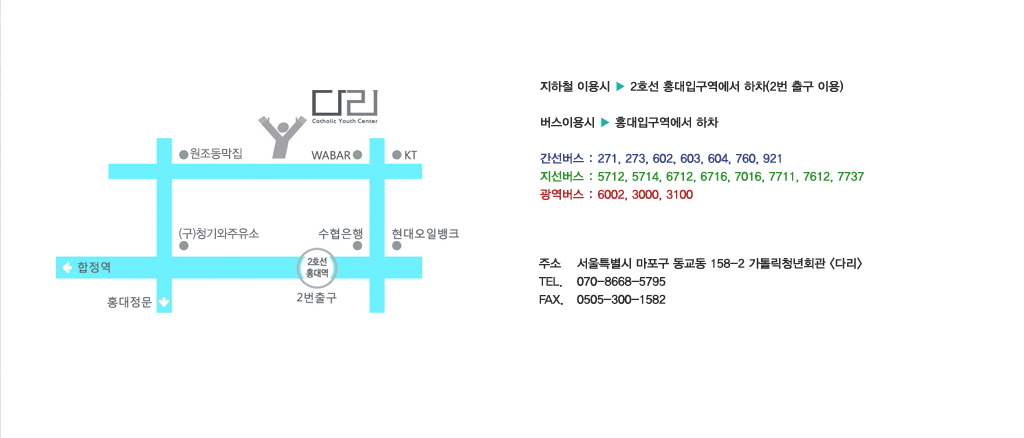 다리
Catholic Youth Center
원조동막집
WABAR
KT
(구)청기와주유소
수협은행
현대오일뱅크
합정역
2호선
홍대역
홍대정문
2번출구
지하철 이용시 ▶ 2호선 홍대입구역에서 하차(2번 출구 이용)
버스이용시 ▶ 홍대입구역에서 하차
간선버스 : 271, 273, 602, 603, 604, 760, 921
지선버스 : 5712, 5714, 6712, 6716, 7016, 7711, 7612, 7737
광역버스 : 6002, 3000, 3100
주소 서울특별시 마포구 동교동 158-2 가톨릭청년회관 <다리>
TEL. 070-8668-5795
FAX. 0505-300-1582